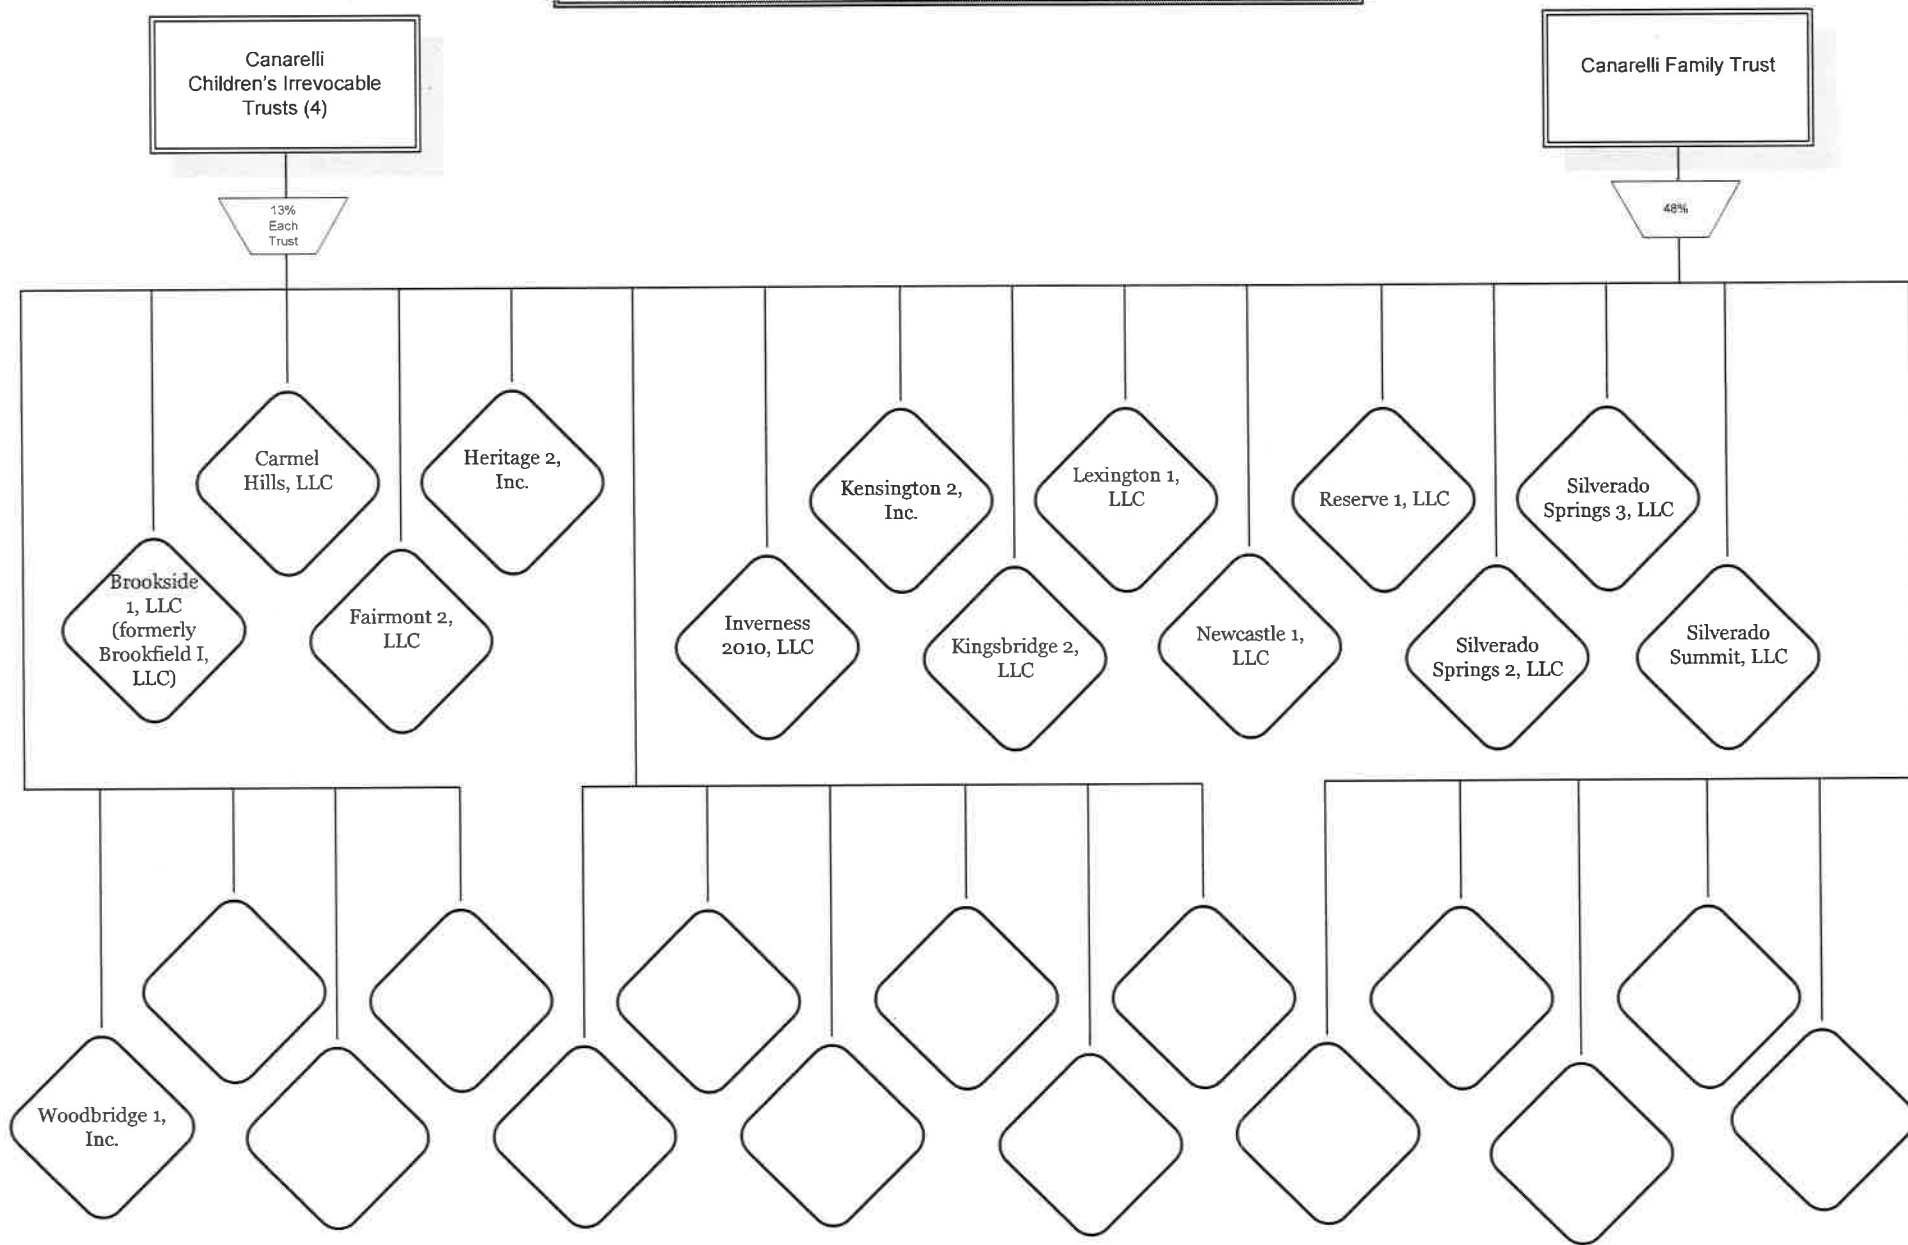 Canarelli
Children's Irrevocable
Trusts (4)
Canarelli Family Trust
13%
Each
Trust
48%
Brookside
1, LLC
(formerly
Brookfield I,
LLC)
Carmel
Hills, LLC
Fairmont 2,
LLC
Heritage 2,
Inc.
Inverness
2010, LLC
Kensington 2,
Inc.
Kingsbridge 2,
LLC
Lexington 1,
LLC
Newcastle 1,
LLC
Reserve 1, LLC
Silverado
Springs 2, LLC
Silverado
Springs 3, LLC
Silverado
Summit, LLC
Woodbridge 1,
Inc.